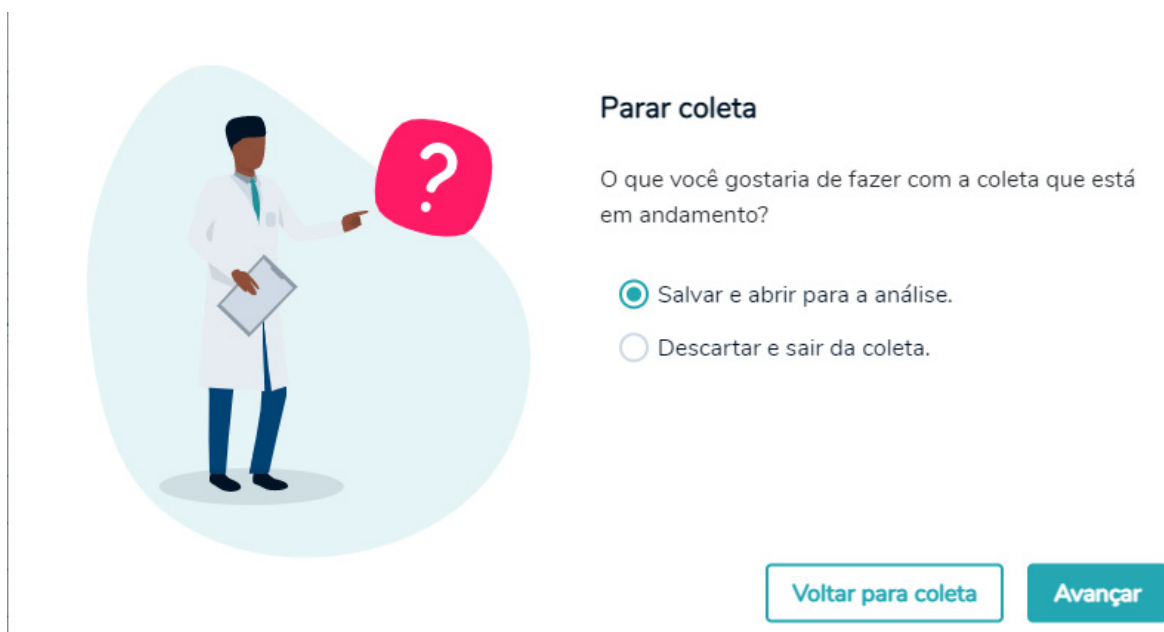 ?
Parar coleta
O que você gostaria de fazer com a coleta que está
em andamento?
Salvar e abrir para a análise.
Descartar e sair da coleta.
Voltar para coleta
Avançar